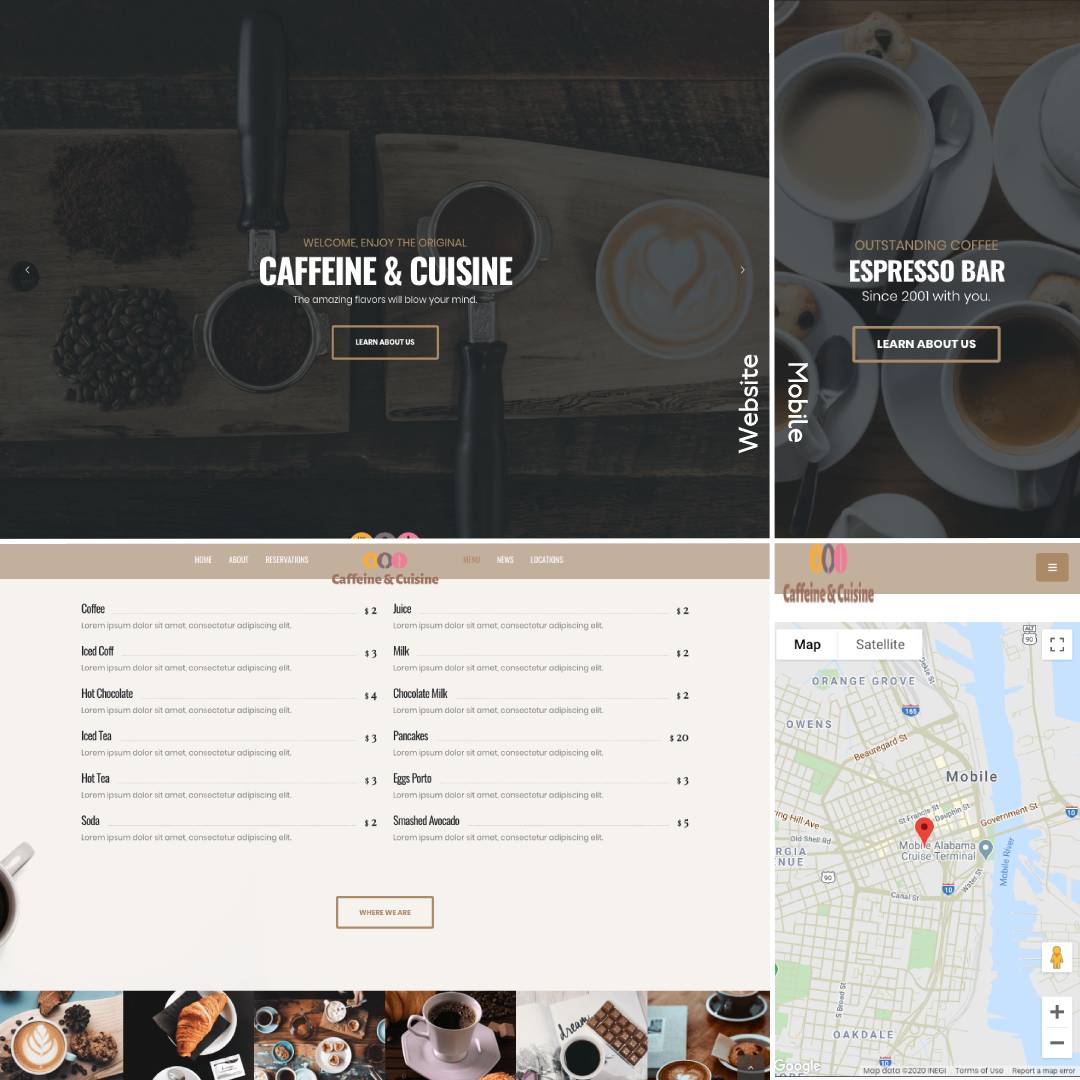 WELCOME, ENJOY THE ORIGINAL
CAFFEINE & CUISINE
The amazing flavors will blow your mind.
LEARN ABOUT US
Website
OUTSTANDING COFFEE
ESPRESSO BAR
Since 2001 with you.
LEARN ABOUT US
Mobile
HOME ABOUT RESERVATIONS MENU NEWS LOCATIONS
Caffeine & Cuisine
Coffee $ 2
Lorem ipsum dolor sit amet, consectetur adipiscing elit.
Iced Coff $ 3
Lorem ipsum dolor sit amet, consectetur adipiscing elit.
Hot Chocolate $ 4
Lorem ipsum dolor sit amet, consectetur adipiscing elit.
Iced Tea $ 3
Lorem ipsum dolor sit amet, consectetur adipiscing elit.
Hot Tea $ 3
Lorem ipsum dolor sit amet, consectetur adipiscing elit.
Soda $ 2
Lorem ipsum dolor sit amet, consectetur adipiscing elit.
Juice $ 2
Lorem ipsum dolor sit amet, consectetur adipiscing elit.
Milk $ 2
Lorem ipsum dolor sit amet, consectetur adipiscing elit.
Chocolate Milk $ 2
Lorem ipsum dolor sit amet, consectetur adipiscing elit.
Pancakes $ 20
Lorem ipsum dolor sit amet, consectetur adipiscing elit.
Eggs Porto $ 3
Lorem ipsum dolor sit amet, consectetur adipiscing elit.
Smashed Avocado $ 5
Lorem ipsum dolor sit amet, consectetur adipiscing elit.
WHERE WE ARE
dream
Caffeine & Cuisine
Map Satellite
ALT
90
ORANGE GROVE
165
OWENS
Beauregard St
Mobile
St Francis St
Dauphin St
Government St
10
ing Hill Ave
Old Shell Rd
Mobile Alabama
Cruise Terminal
RGIA
ENUE
90
Mobile River
Water St
10
Canal St
S Broad St
OAKDALE
10
Google
Map data ©2020 INEGI Terms of Use Report a map error